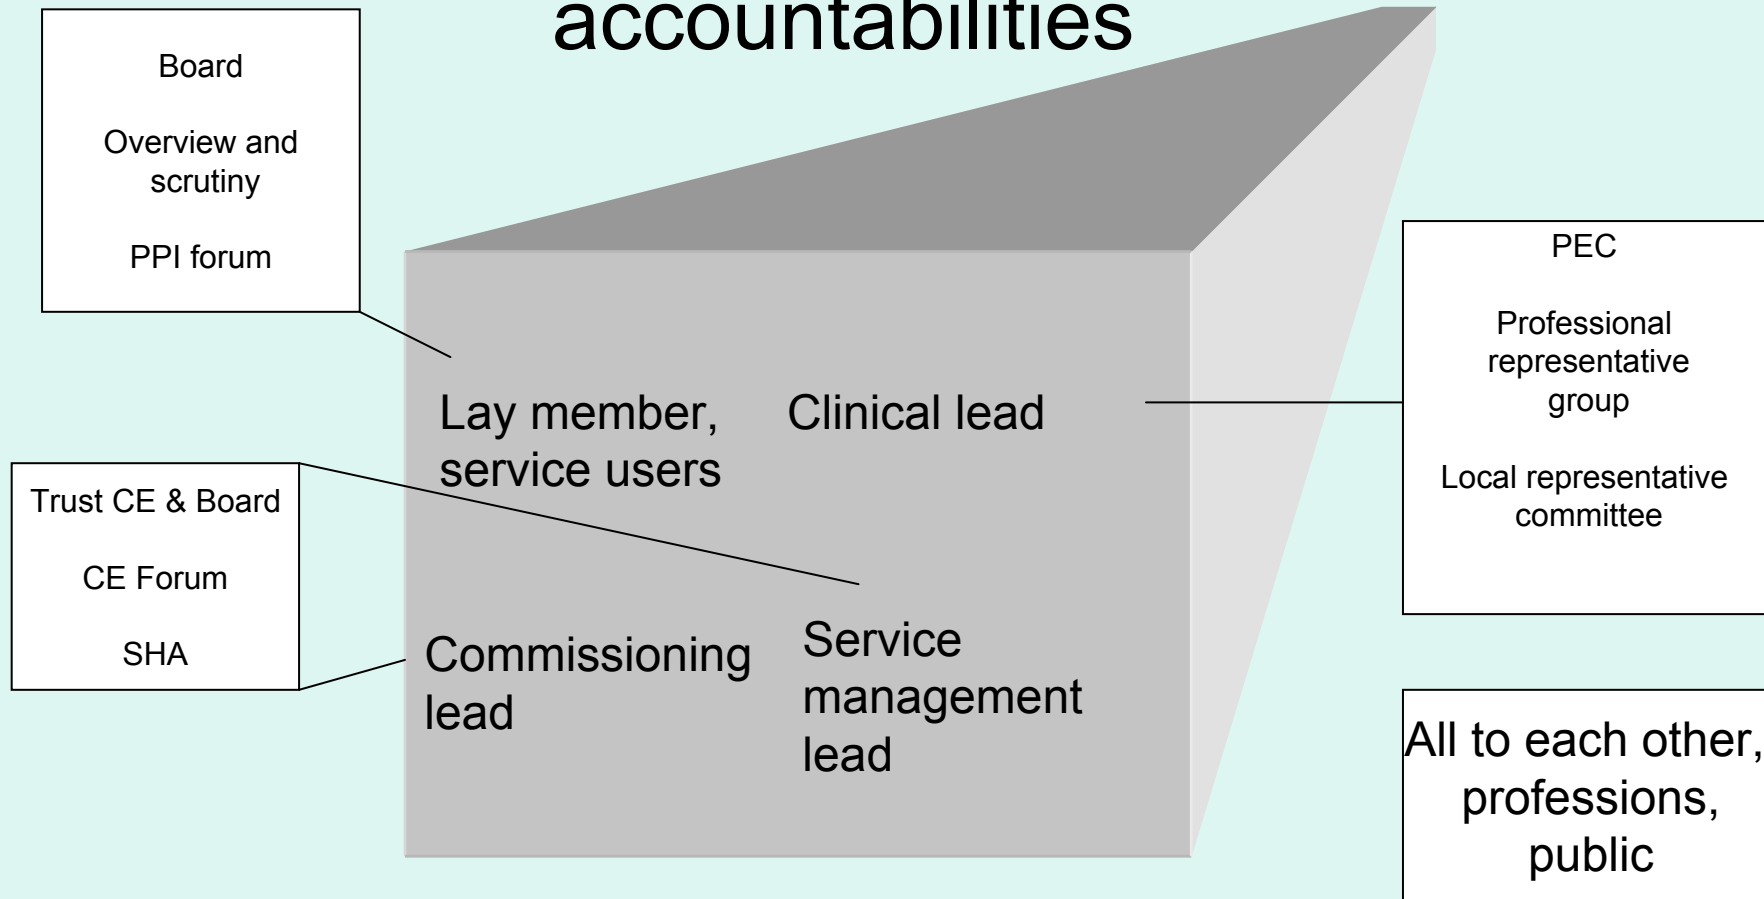 accountabilities
Board
Overview and
scrutiny
PPI forum
PEC
Professional
representative
group
Local representative
committee
Lay member,
service users
Clinical lead
Trust CE & Board
CE Forum
SHA
Commissioning
lead
Service
management
lead
All to each other,
professions,
public